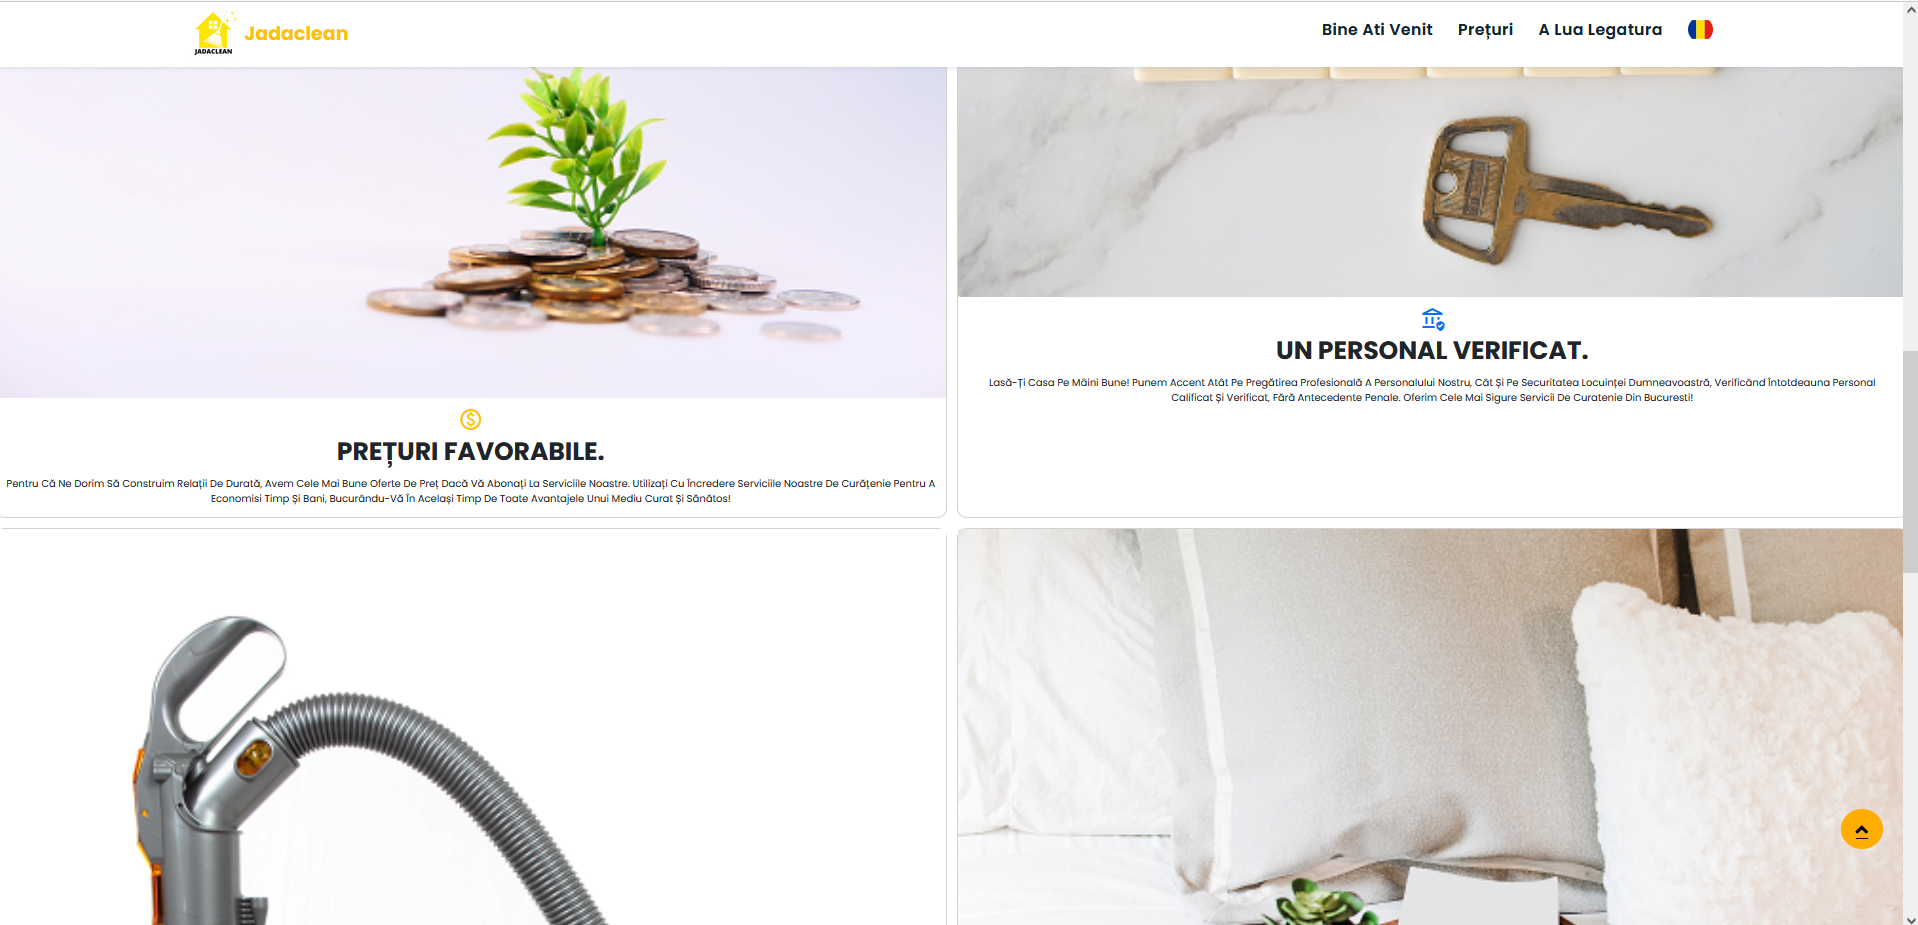 JADACLEAN
Jadaclean
Bine Ati Venit
Prețuri
A Lua Legatura
PREȚURI FAVORABILE.
Pentru Că Ne Dorim Să Construim Relații De Durată, Avem Cele Mai Bune Oferte De Preț Dacă Vă Abonați La Serviciile Noastre. Utilizați Cu Încredere Serviciile Noastre De Curățenie Pentru A
Economisi Timp Și Bani, Bucurându-Vă În Același Timp De Toate Avantajele Unui Mediu Curat Și Sănătos!
UN PERSONAL VERIFICAT.
Lasă-Ți Casa Pe Mâini Bune! Punem Accent Atât Pe Pregătirea Profesională A Personalului Nostru, Cât Și Pe Securitatea Locuinței Dumneavoastră, Verificând Întotdeauna Personal
Calificat Și Verificat, Fără Antecedente Penale. Oferim Cele Mai Sigure Servicii De Curatenie Din Bucuresti!